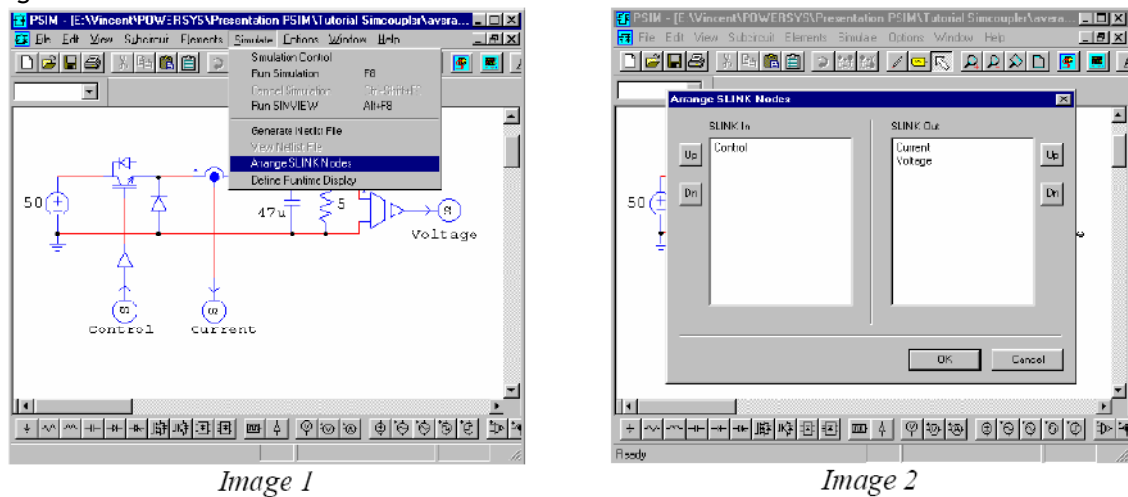 PSIM - [E:\Vincent\POWERSYS\Presentation PSIM\Tutorial Simcoupler\avera...
File Edit View Subcircuit Elements Simulate Options Window Help
Simulation Control
Run Simulation F8
Cancel Simulation
Run SIMVIEW Alt+F8
Generate Netlist File
View Netlist File
Arrange SLINK Nodes
Define Runtime Display
50
47u
5
S
Voltage
S
S
Control
Current
Image 1
PSIM - [E:\Vincent\POWERSYS\Presentation PSIM\Tutorial Simcoupler\avera...
File Edit View Subcircuit Elements Simulate Options Window Help
Arrange SLINK Nodes
SLINK In
SLINK Out
Control
Current
Voltage
Up
Dn
Up
Dn
50
OK
Cancel
Ready
Image 2